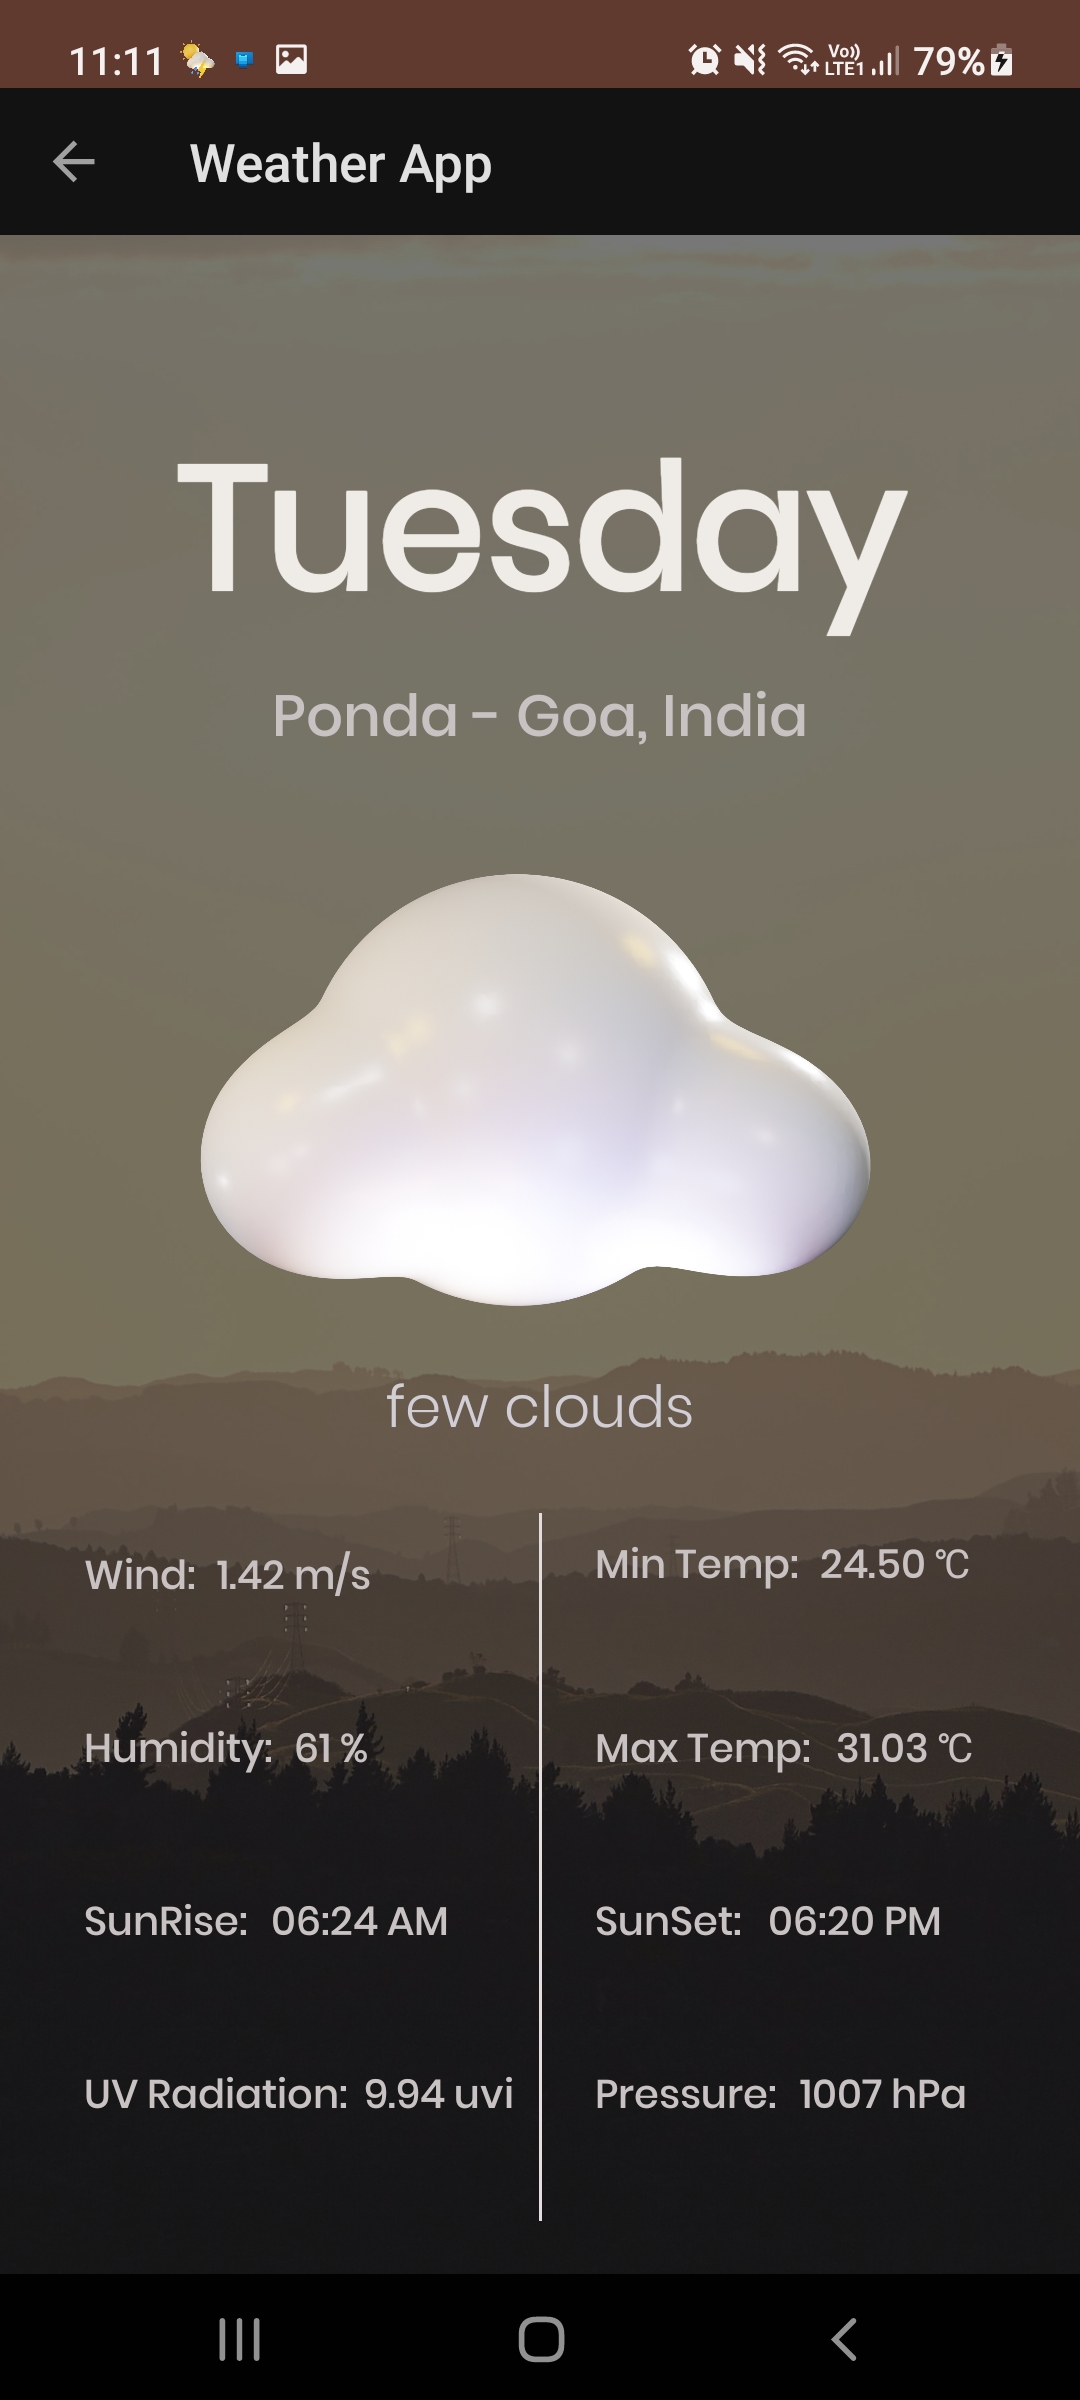 11:11 Vo)) LTE1 79%
Weather App
Tuesday
Ponda - Goa, India
few clouds
Wind: 1.42 m/s
Min Temp: 24.50 ℃
Humidity: 61 %
Max Temp: 31.03 ℃
SunRise: 06:24 AM
SunSet: 06:20 PM
UV Radiation: 9.94 uvi
Pressure: 1007 hPa